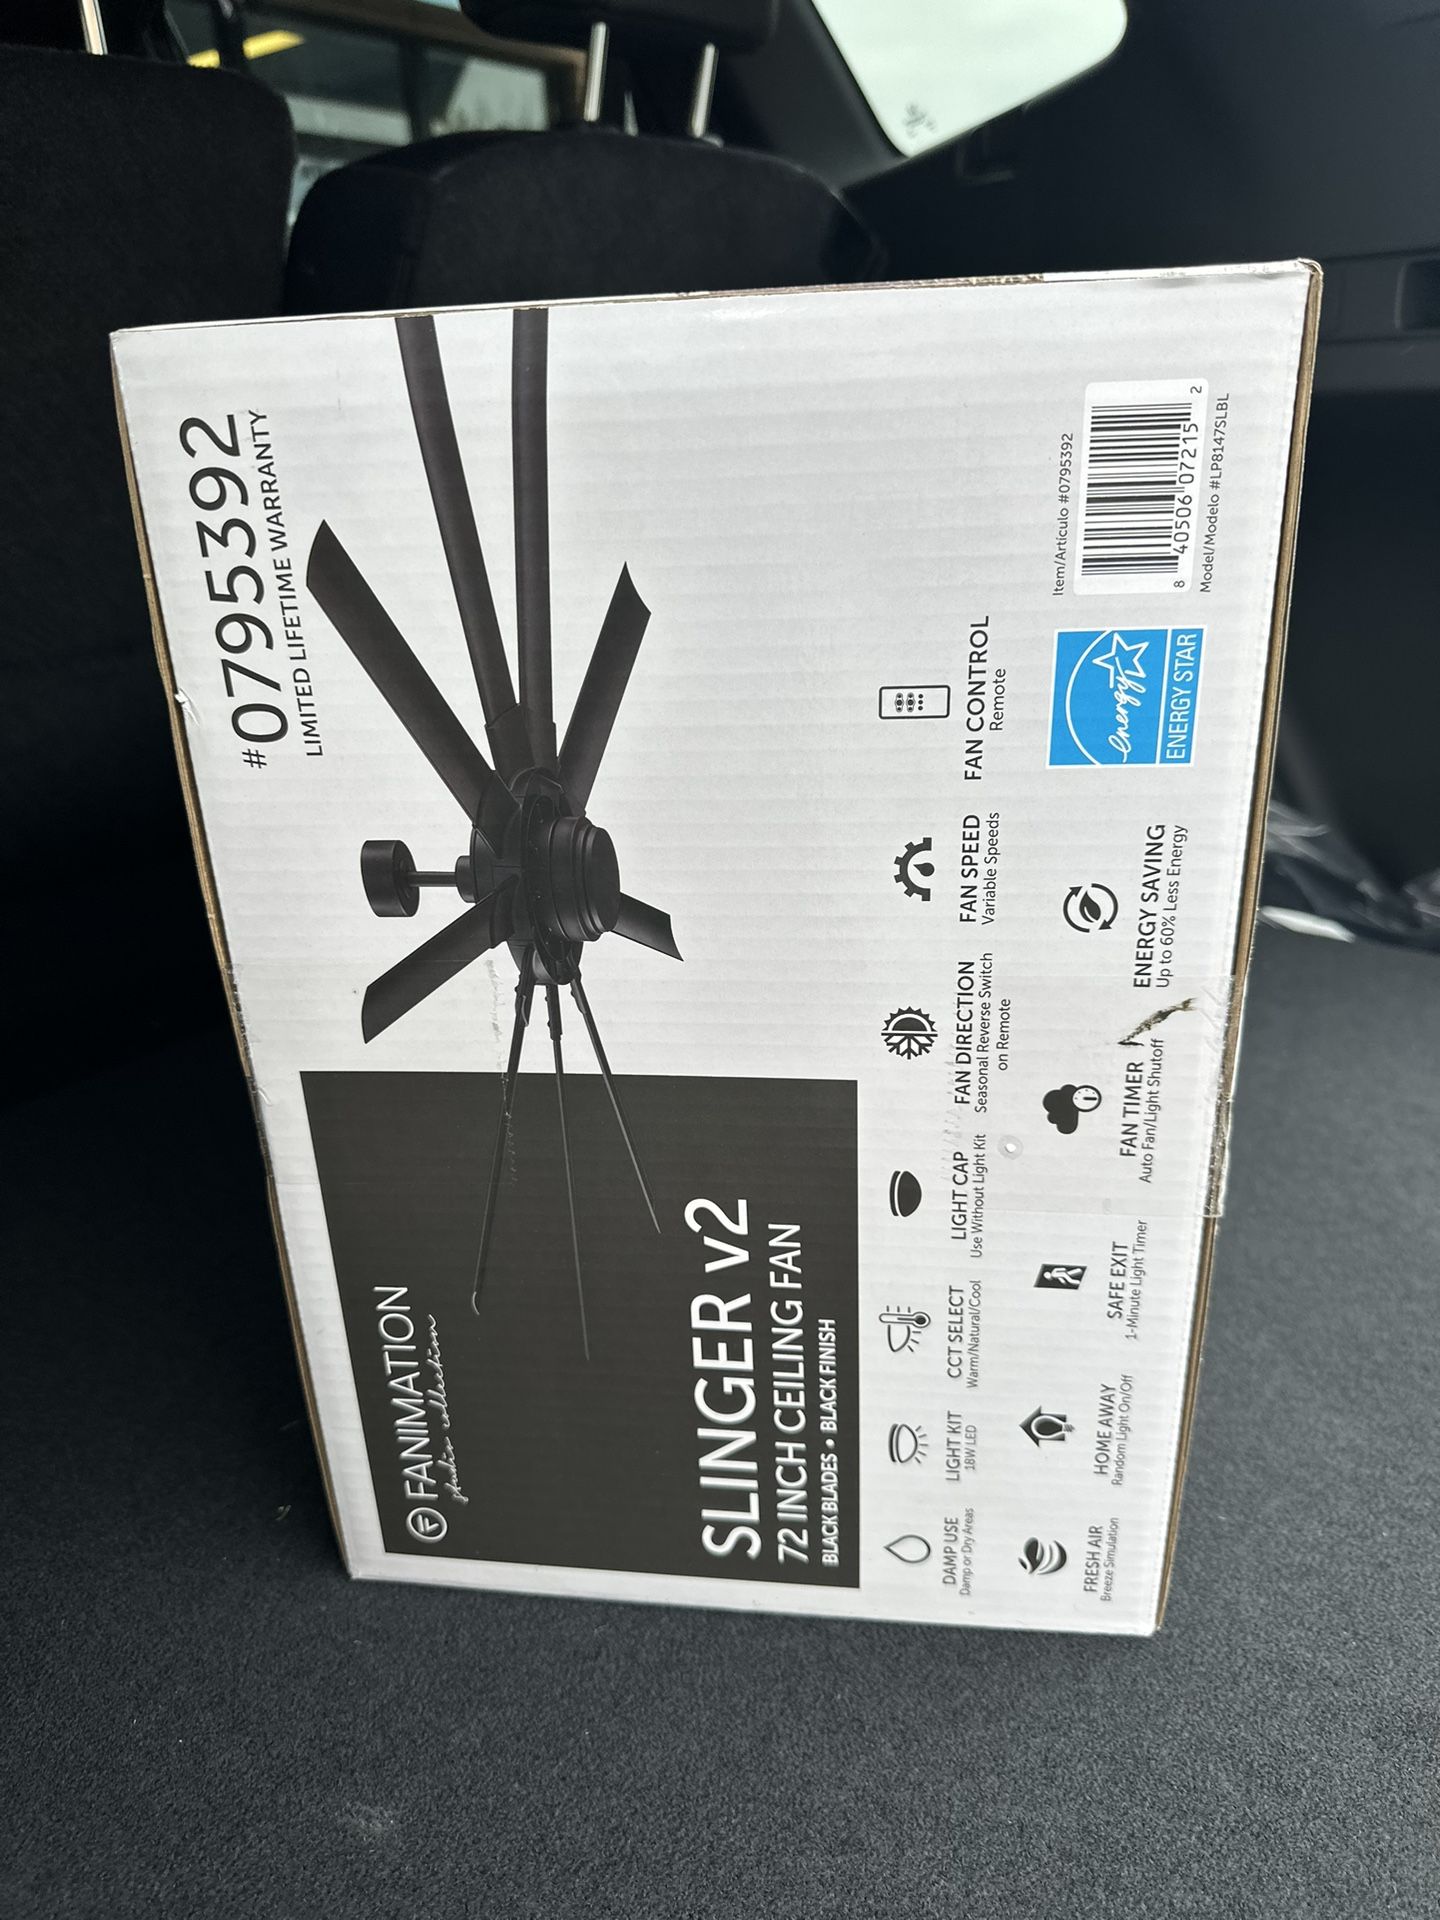 #0795392
LIMITED LIFETIME WARRANTY
FANIMATION
studio collection
SLINGER v2
72 INCH CEILING FAN
BLACK BLADES • BLACK FINISH
DAMP USE
Damp or Dry Areas
LIGHT KIT
18W LED
CCT SELECT
Warm/Natural/Cool
LIGHT CAP
Use Without Light Kit
FAN DIRECTION
Seasonal Reverse Switch
on Remote
FAN SPEED
Variable Speeds
FAN CONTROL
Remote
FRESH AIR
Breeze Simulation
HOME AWAY
Random Light On/Off
SAFE EXIT
1-Minute Light Timer
FAN TIMER
Auto Fan/Light Shutoff
ENERGY SAVING
Up to 60% Less Energy
energy
ENERGY STAR
Item/Artículo #0795392
8 40506 07215 2
Model/Modelo #LP8147SLBL